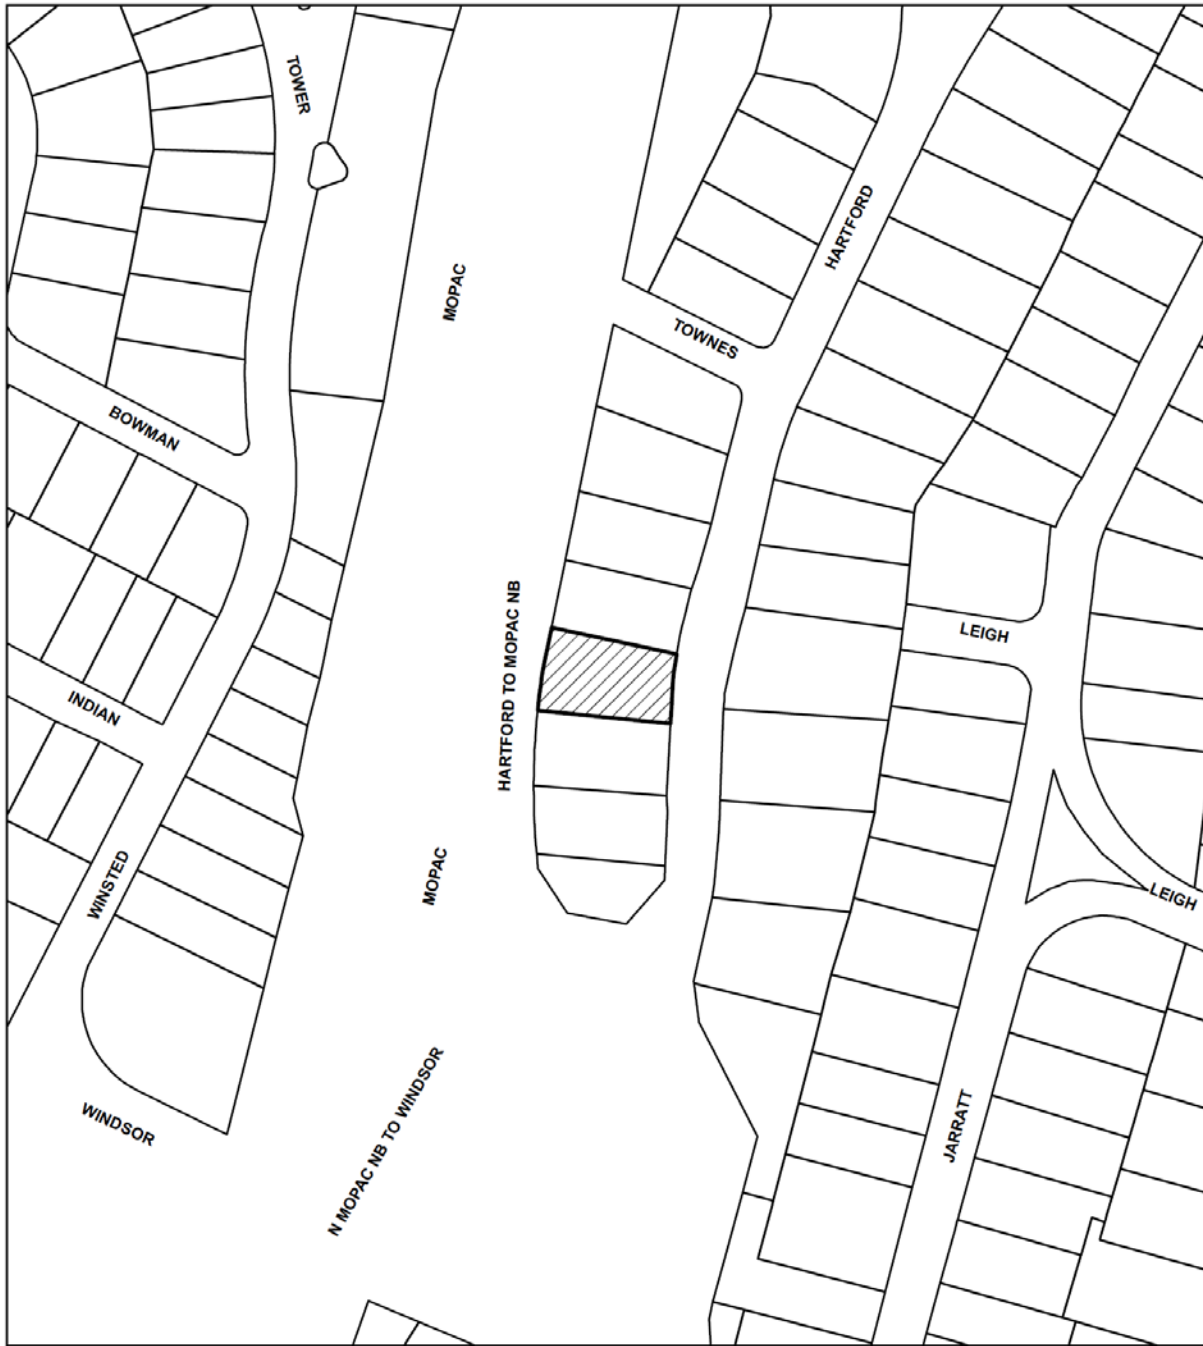 TOWER
HARTFORD
MOPAC
TOWNES
BOWMAN
LEIGH
HARTFORD TO MOPAC NB
INDIAN
MOPAC
WINSTED
LEIGH
WINDSOR
N MOPAC NB TO WINDSOR
JARRATT